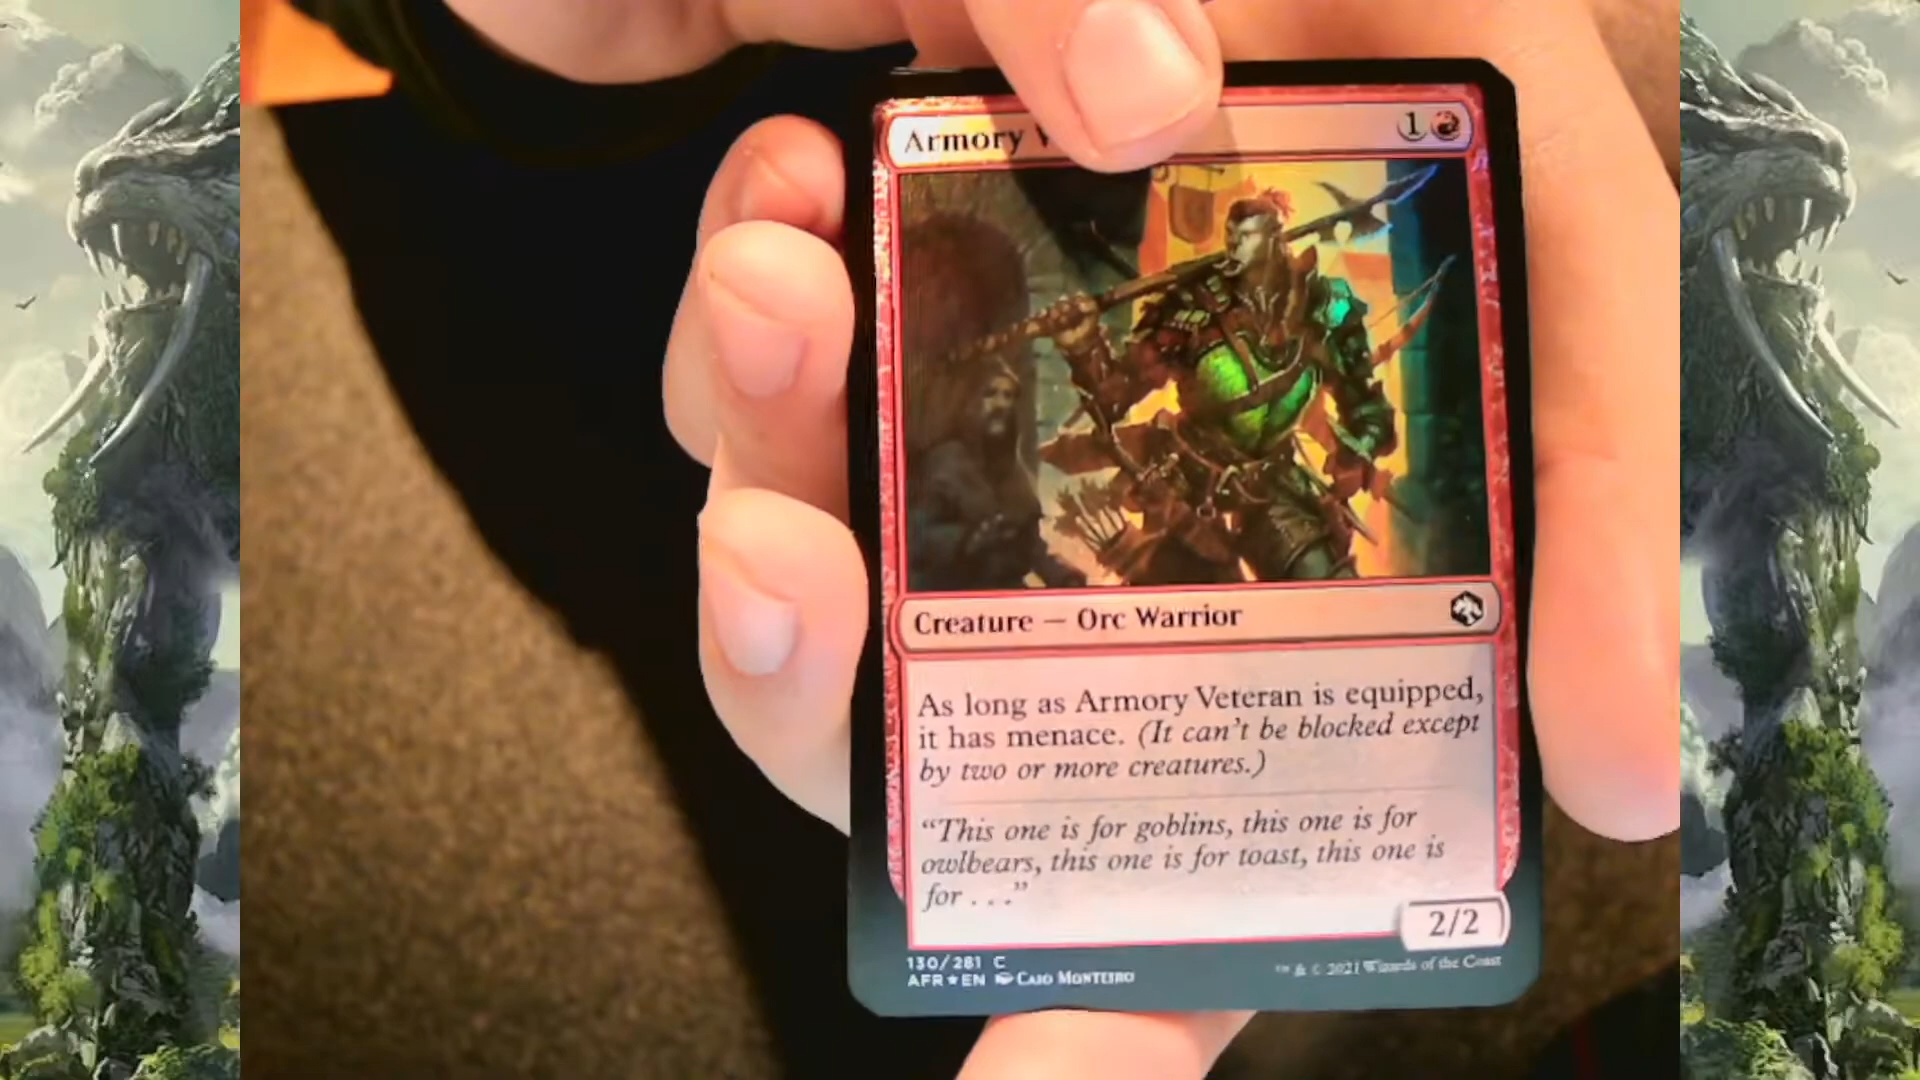 Armory V
1
Creature — Orc Warrior
As long as Armory Veteran is equipped,
it has menace. (It can't be blocked except
by two or more creatures.)
"This one is for goblins, this one is for
owlbears, this one is for toast, this one is
for . . ."
2/2
130/281 C
AFR★EN Caio Monteiro
™ & © 2021 Wizards of the Coast